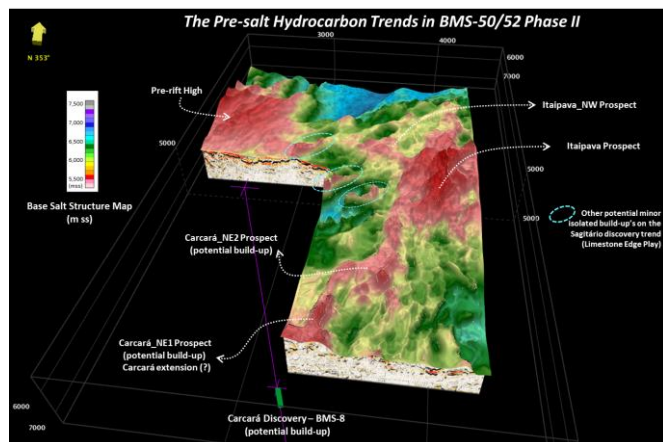 The Pre-salt Hydrocarbon Trends in BMS-50/52 Phase II
N 353°
3000
4000
6000
7000
Pre-rift High
Itaipava_NW Prospect
7,500
7,000
6,500
6,000
5,500
(mss)
5000
Itaipava Prospect
5000
5000
Base Salt Structure Map
(m ss)
Other potential minor
isolated build-up's on the
Sagitário discovery trend
(Limestone Edge Play)
Carcará_NE2 Prospect
(potential build-up)
Carcará_NE1 Prospect
(potential build-up)
Carcará extension (?)
6000
7000
3000
4000
Carcará Discovery – BMS-8
(potential build-up)